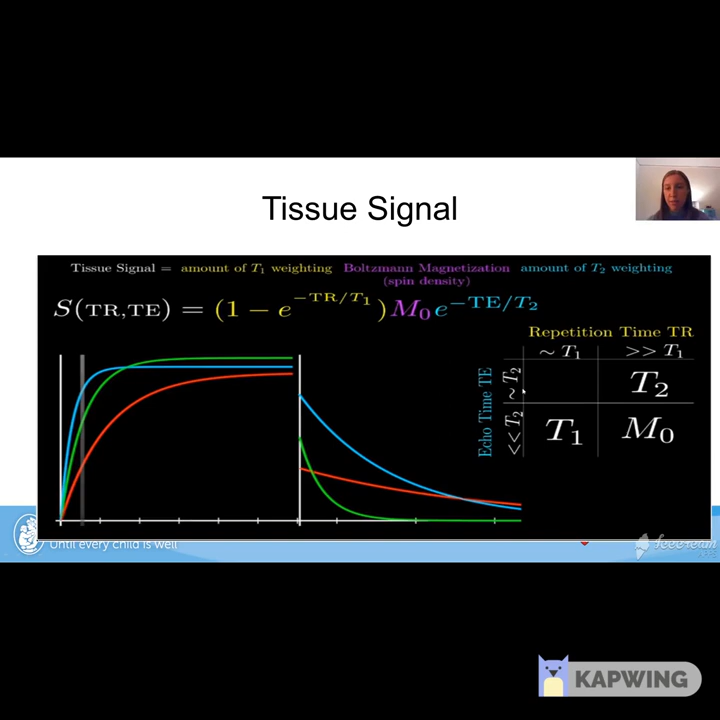 Tissue Signal
Tissue Signal = amount of T₁ weighting Boltzmann Magnetization amount of T₂ weighting
(spin density)
S(TR,TE) = (1 − e^{−TR/T₁})M₀e^{−TE/T₂}
Repetition Time TR
~ T₁ >> T₁
Echo Time TE
~ T₂
T₂
<< T₂
T₁ M₀
Until every child is well
icecream
KAPWING